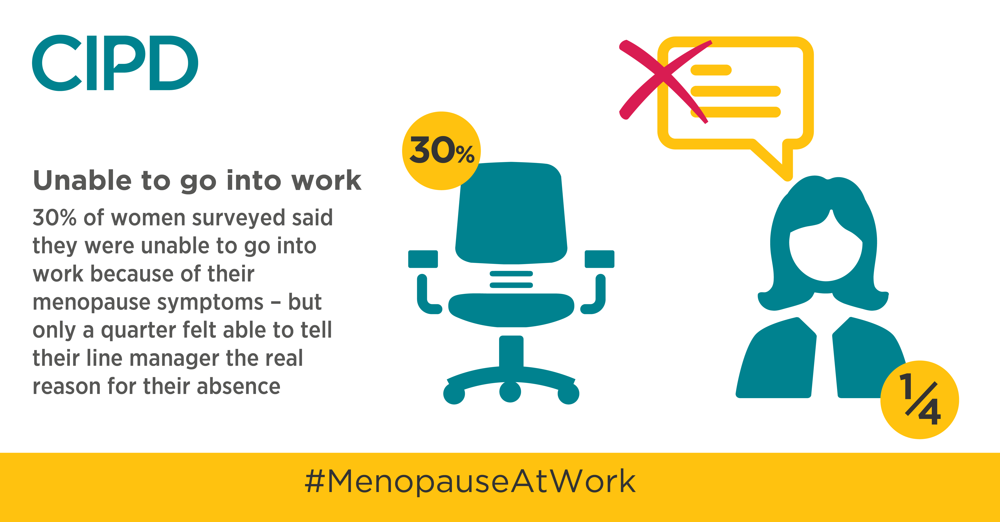 CIPD
30%
Unable to go into work
30% of women surveyed said
they were unable to go into
work because of their
menopause symptoms – but
only a quarter felt able to tell
their line manager the real
reason for their absence
1/4
#MenopauseAtWork